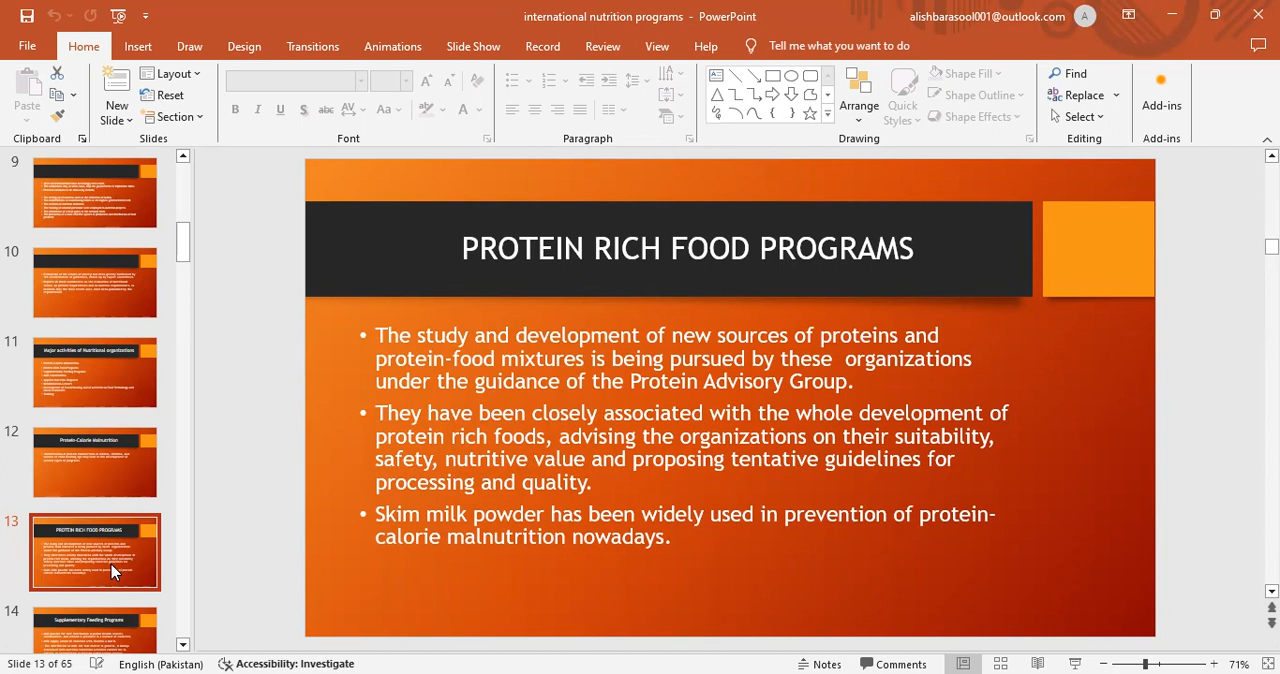 international nutrition programs - PowerPoint
alishbarasool001@outlook.com
A
File
Home
Insert
Draw
Design
Transitions
Animations
Slide Show
Record
Review
View
Help
Tell me what you want to do
Paste
Clipboard
New
Slide
Layout
Reset
Section
Slides
B I U S abc AV Aa A
Font
Paragraph
Arrange
Quick
Styles
Shape Fill
Shape Outline
Shape Effects
Drawing
Find
Replace
Select
Editing
Add-ins
Add-ins
9
10
11
Major activities of Nutritional organizations
12
Protein-Calorie Malnutrition
13
PROTEIN RICH FOOD PROGRAMS
14
Supplementary Feeding Programs
PROTEIN RICH FOOD PROGRAMS
• The study and development of new sources of proteins and
protein-food mixtures is being pursued by these organizations
under the guidance of the Protein Advisory Group.
• They have been closely associated with the whole development of
protein rich foods, advising the organizations on their suitability,
safety, nutritive value and proposing tentative guidelines for
processing and quality.
• Skim milk powder has been widely used in prevention of protein-
calorie malnutrition nowadays.
Slide 13 of 65
English (Pakistan)
Accessibility: Investigate
Notes
Comments
71%